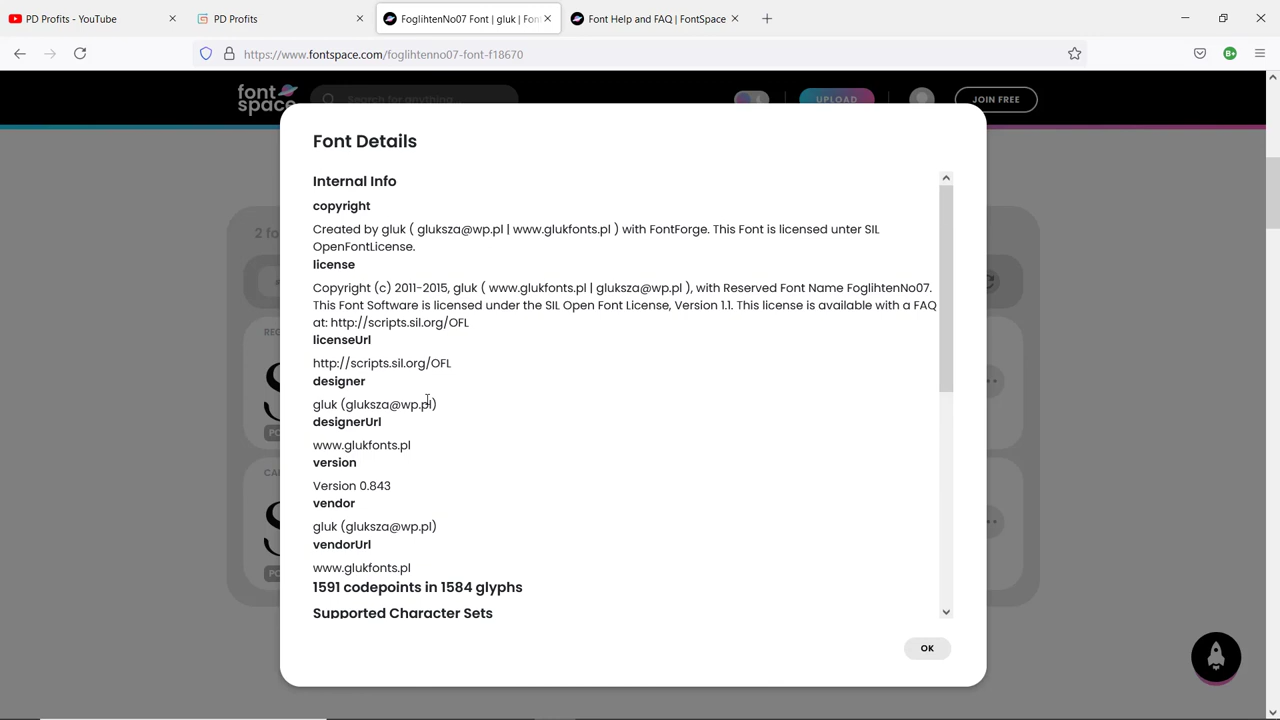 PD Profits - YouTube
PD Profits
FoglihtenNo07 Font | gluk | Fon
Font Help and FAQ | FontSpace
https://www.fontspace.com/foglihtenno07-font-f18670
font space
Search for anything...
UPLOAD
JOIN FREE
Font Details
Internal Info
copyright
Created by gluk ( gluksza@wp.pl | www.glukfonts.pl ) with FontForge. This Font is licensed unter SIL
OpenFontLicense.
license
Copyright (c) 2011-2015, gluk ( www.glukfonts.pl | gluksza@wp.pl ), with Reserved Font Name FoglihtenNo07.
This Font Software is licensed under the SIL Open Font License, Version 1.1. This license is available with a FAQ
at: http://scripts.sil.org/OFL
licenseUrl
http://scripts.sil.org/OFL
designer
gluk (gluksza@wp.pl)
designerUrl
www.glukfonts.pl
version
Version 0.843
vendor
gluk (gluksza@wp.pl)
vendorUrl
www.glukfonts.pl
1591 codepoints in 1584 glyphs
Supported Character Sets
OK